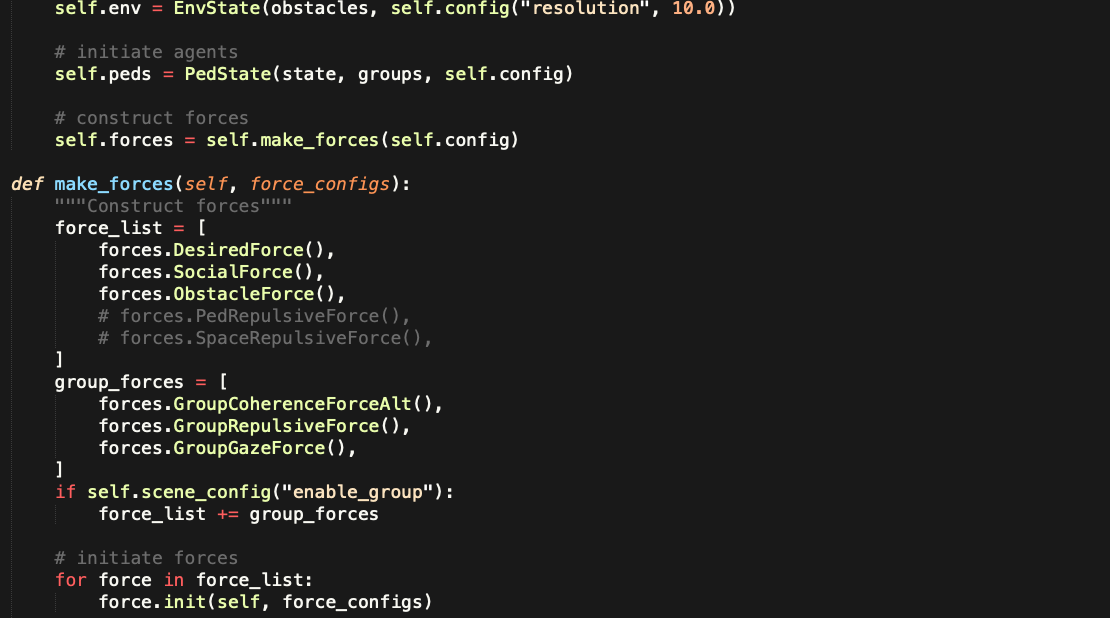 self.env = EnvState(obstacles, self.config("resolution", 10.0))
# initiate agents
self.peds = PedState(state, groups, self.config)
# construct forces
self.forces = self.make_forces(self.config)
def make_forces(self, force_configs):
"""Construct forces"""
force_list = [
forces.DesiredForce(),
forces.SocialForce(),
forces.ObstacleForce(),
# forces.PedRepulsiveForce(),
# forces.SpaceRepulsiveForce(),
]
group_forces = [
forces.GroupCoherenceForceAlt(),
forces.GroupRepulsiveForce(),
forces.GroupGazeForce(),
]
if self.scene_config("enable_group"):
force_list += group_forces
# initiate forces
for force in force_list:
force.init(self, force_configs)